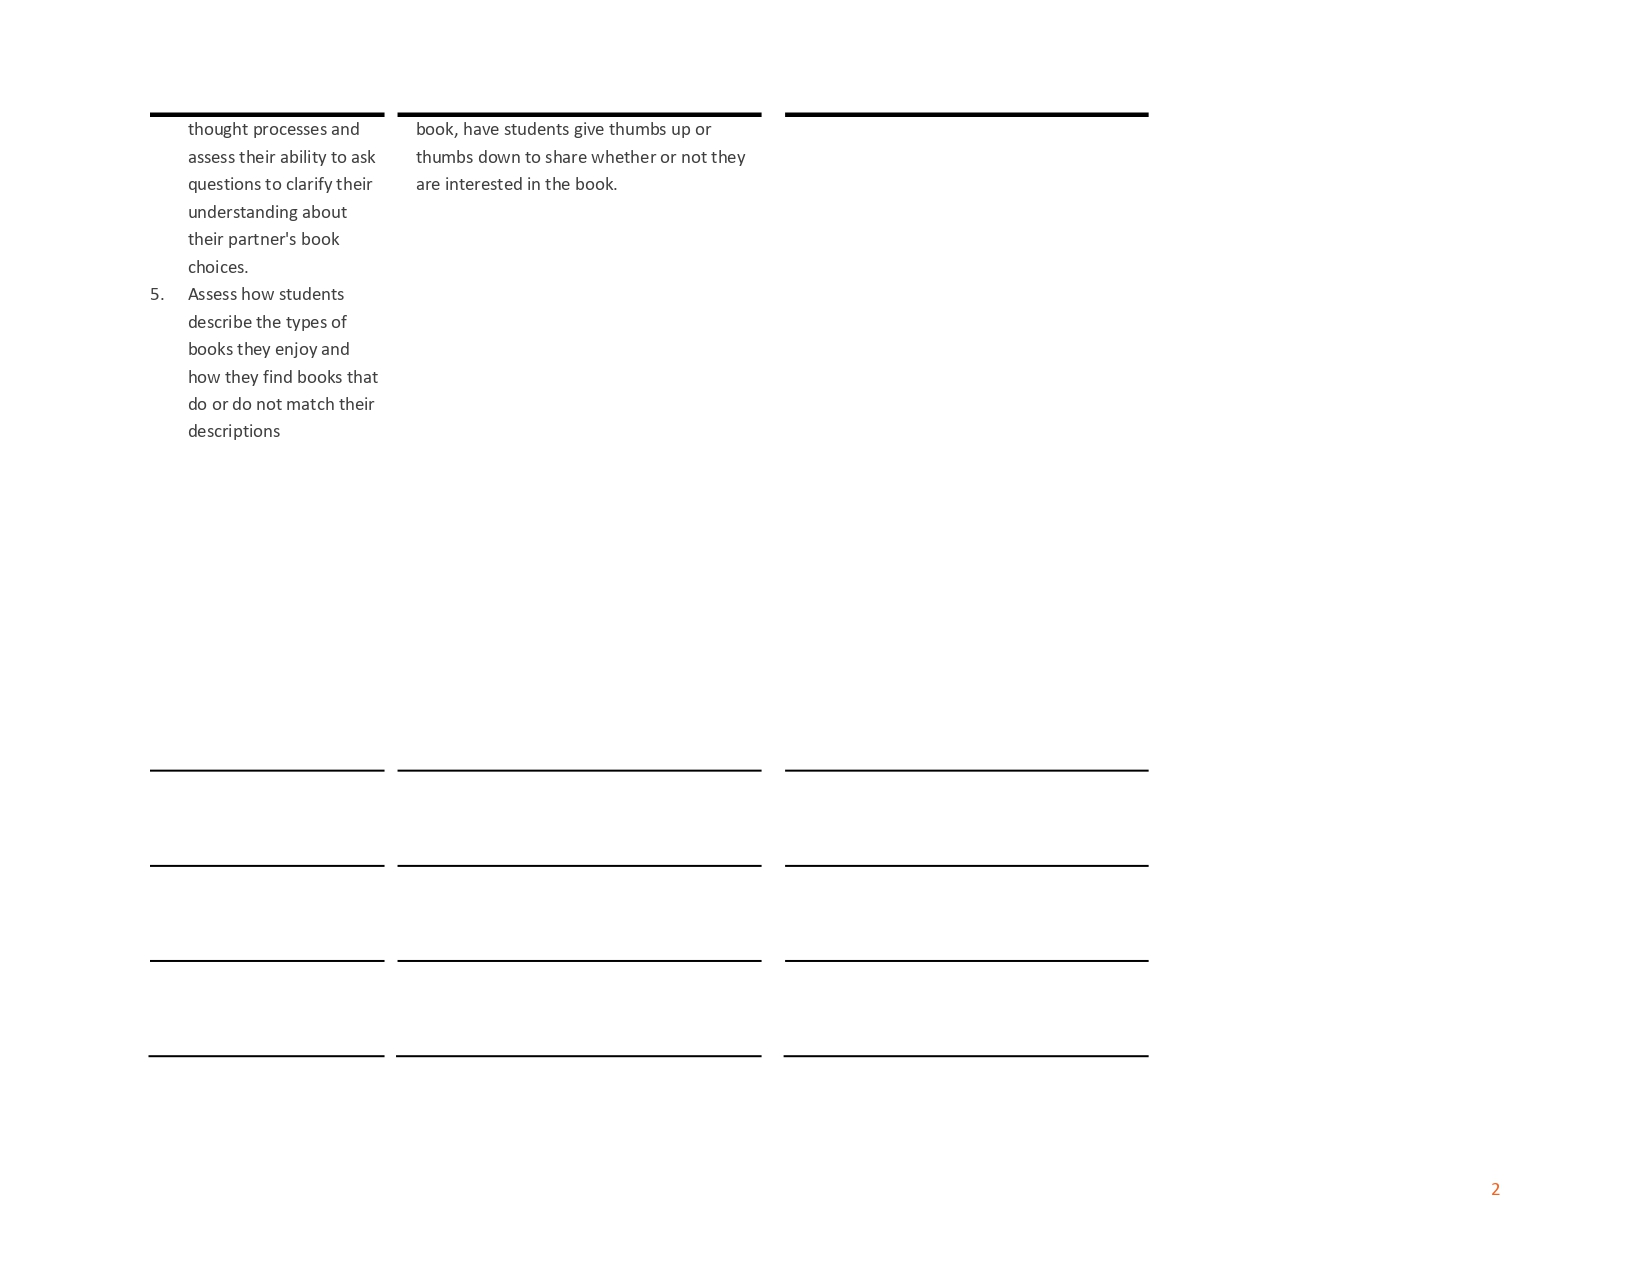 thought processes and
assess their ability to ask
questions to clarify their
understanding about
their partner's book
choices.
5. Assess how students
describe the types of
books they enjoy and
how they find books that
do or do not match their
descriptions
book, have students give thumbs up or
thumbs down to share whether or not they
are interested in the book.
2